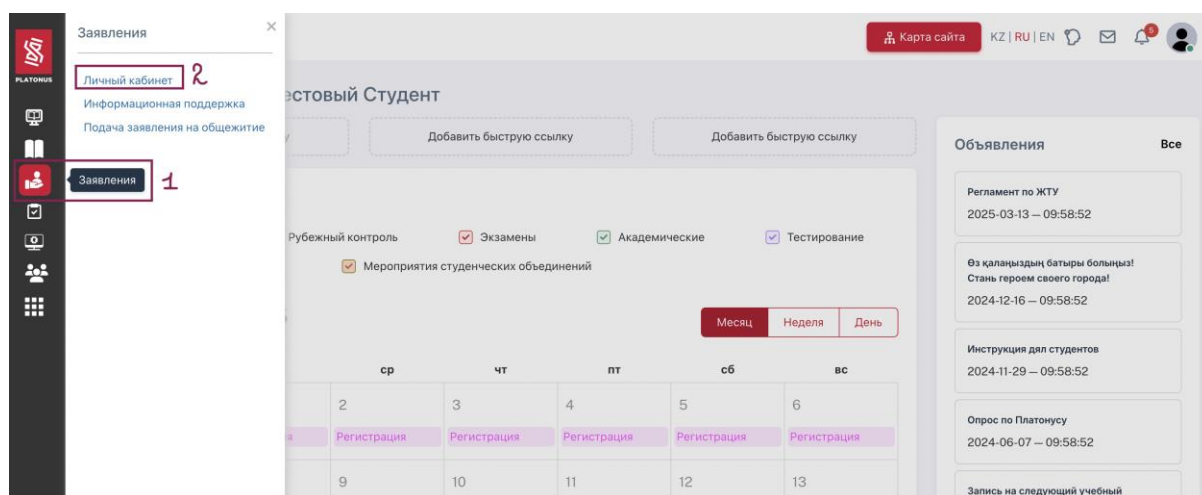 PLATONUS
Заявления
×
Личный кабинет 2
Информационная поддержка
Подача заявления на общежитие
Заявления 1
Карта сайта
KZ | RU | EN
5
стовый Студент
Добавить быструю ссылку
Добавить быструю ссылку
Рубежный контроль
Экзамены
Академические
Тестирование
Мероприятия студенческих объединений
Месяц
Неделя
День
ср чт пт сб вс
2 3 4 5 6
Регистрация Регистрация Регистрация Регистрация Регистрация
9 10 11 12 13
Объявления
Все
Регламент по ЖТУ
2025-03-13 — 09:58:52
Өз қалаңыздың батыры болыңыз!
Стань героем своего города!
2024-12-16 — 09:58:52
Инструкция дял студентов
2024-11-29 — 09:58:52
Опрос по Платонусу
2024-06-07 — 09:58:52
Запись на следующий учебный